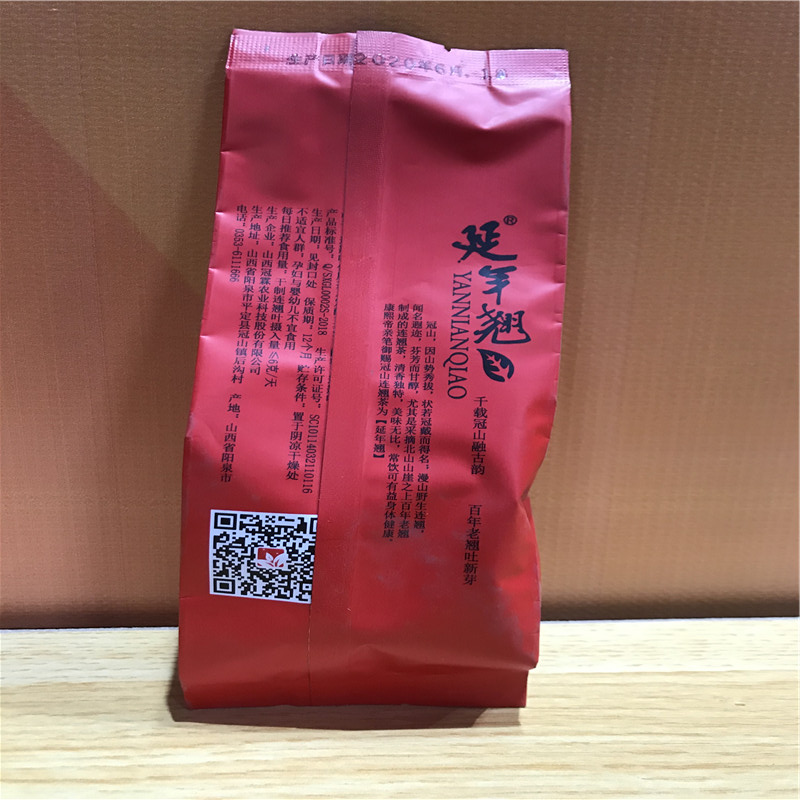 生产日期2020年6月.10
延年翘®
YANNIANQIAO
千载冠山融古韵 百年老翘吐新芽
冠山，因山势秀拔，状若冠戴而得名；漫山野生连翘，
闻名遐迩，芬芳而甘醇，尤其是采摘北山山崖之上百年老翘
制成的连翘茶，清香独特，美味无比，常饮可有益身体健康，
康熙帝亲笔御赐冠山连翘茶为【延年翘】
产品标准号：Q/SXGL0002S-2018 生产许可证号：SC10114032110116
生产日期：见封口处 保质期：12个月 贮存条件：置于阴凉干燥处
不适宜人群：孕妇与婴幼儿不宜食用
每日推荐食用量：干制连翘叶摄入量≤6克/天
生产企业：山西冠霖农业科技股份有限公司
生产地址：山西省阳泉市平定县冠山镇后沟村 产地：山西省阳泉市
电话：0353-6111666